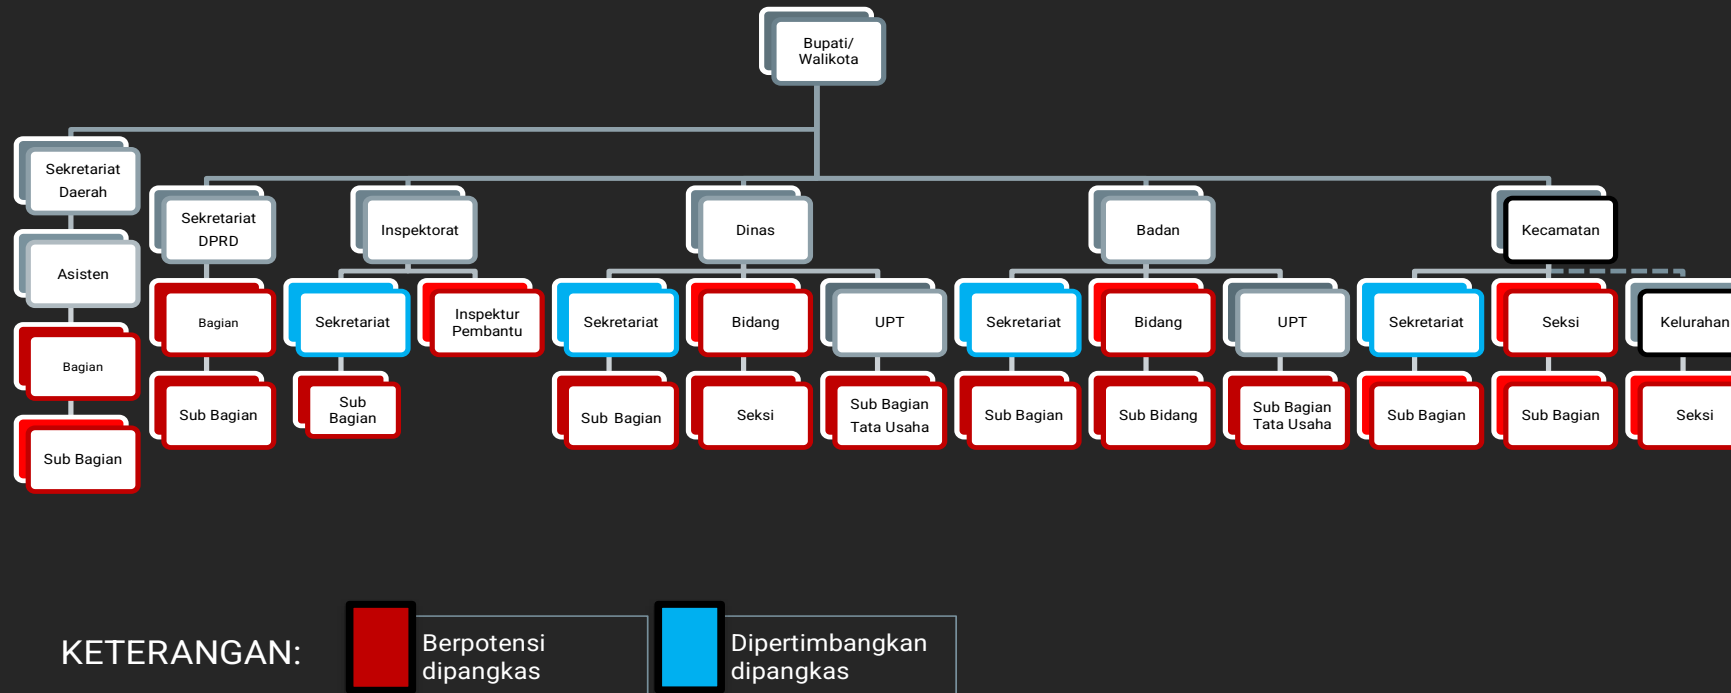 Bupati/
Walikota
Sekretariat
Daerah
Asisten
Bagian
Sub Bagian
Sekretariat
DPRD
Bagian
Sub Bagian
Inspektorat
Sekretariat
Sub
Bagian
Inspektur
Pembantu
Dinas
Sekretariat
Sub Bagian
Bidang
Seksi
UPT
Sub Bagian
Tata Usaha
Badan
Sekretariat
Sub Bagian
Bidang
Sub Bidang
UPT
Sub Bagian
Tata Usaha
Kecamatan
Sekretariat
Sub Bagian
Seksi
Sub Bagian
Kelurahan
Seksi
KETERANGAN:
Berpotensi
dipangkas
Dipertimbangkan
dipangkas